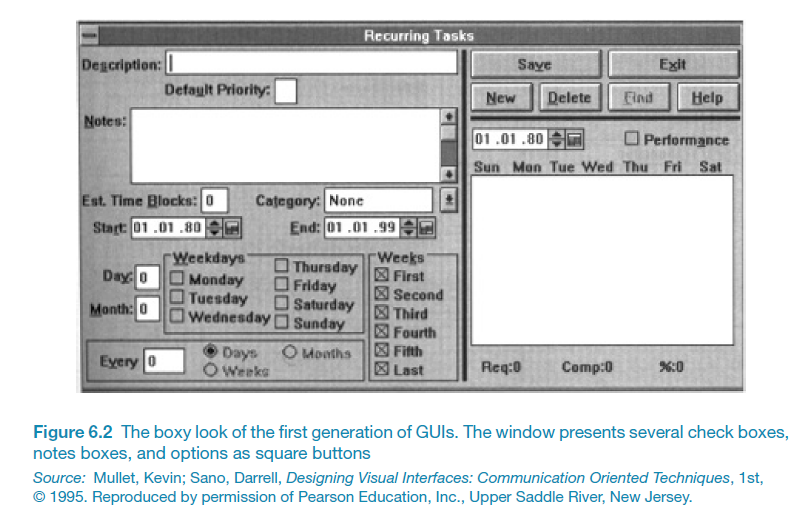 Recurring Tasks
Description:
Default Priority:
Notes:
Est. Time Blocks: 0 Category: None
Start: 01 .01 .80 End: 01 .01 .99
Day: 0
Month: 0
Weekdays
Monday
Tuesday
Wednesday
Thursday
Friday
Saturday
Sunday
Weeks
First
Second
Third
Fourth
Fifth
Last
Every 0 Days Months
Weeks
Save Exit
New Delete Find Help
01 .01 .80 Performance
Sun Mon Tue Wed Thu Fri Sat
Req:0 Comp:0 %:0
Figure 6.2 The boxy look of the first generation of GUIs. The window presents several check boxes,
notes boxes, and options as square buttons
Source: Mullet, Kevin; Sano, Darrell, Designing Visual Interfaces: Communication Oriented Techniques, 1st,
© 1995. Reproduced by permission of Pearson Education, Inc., Upper Saddle River, New Jersey.